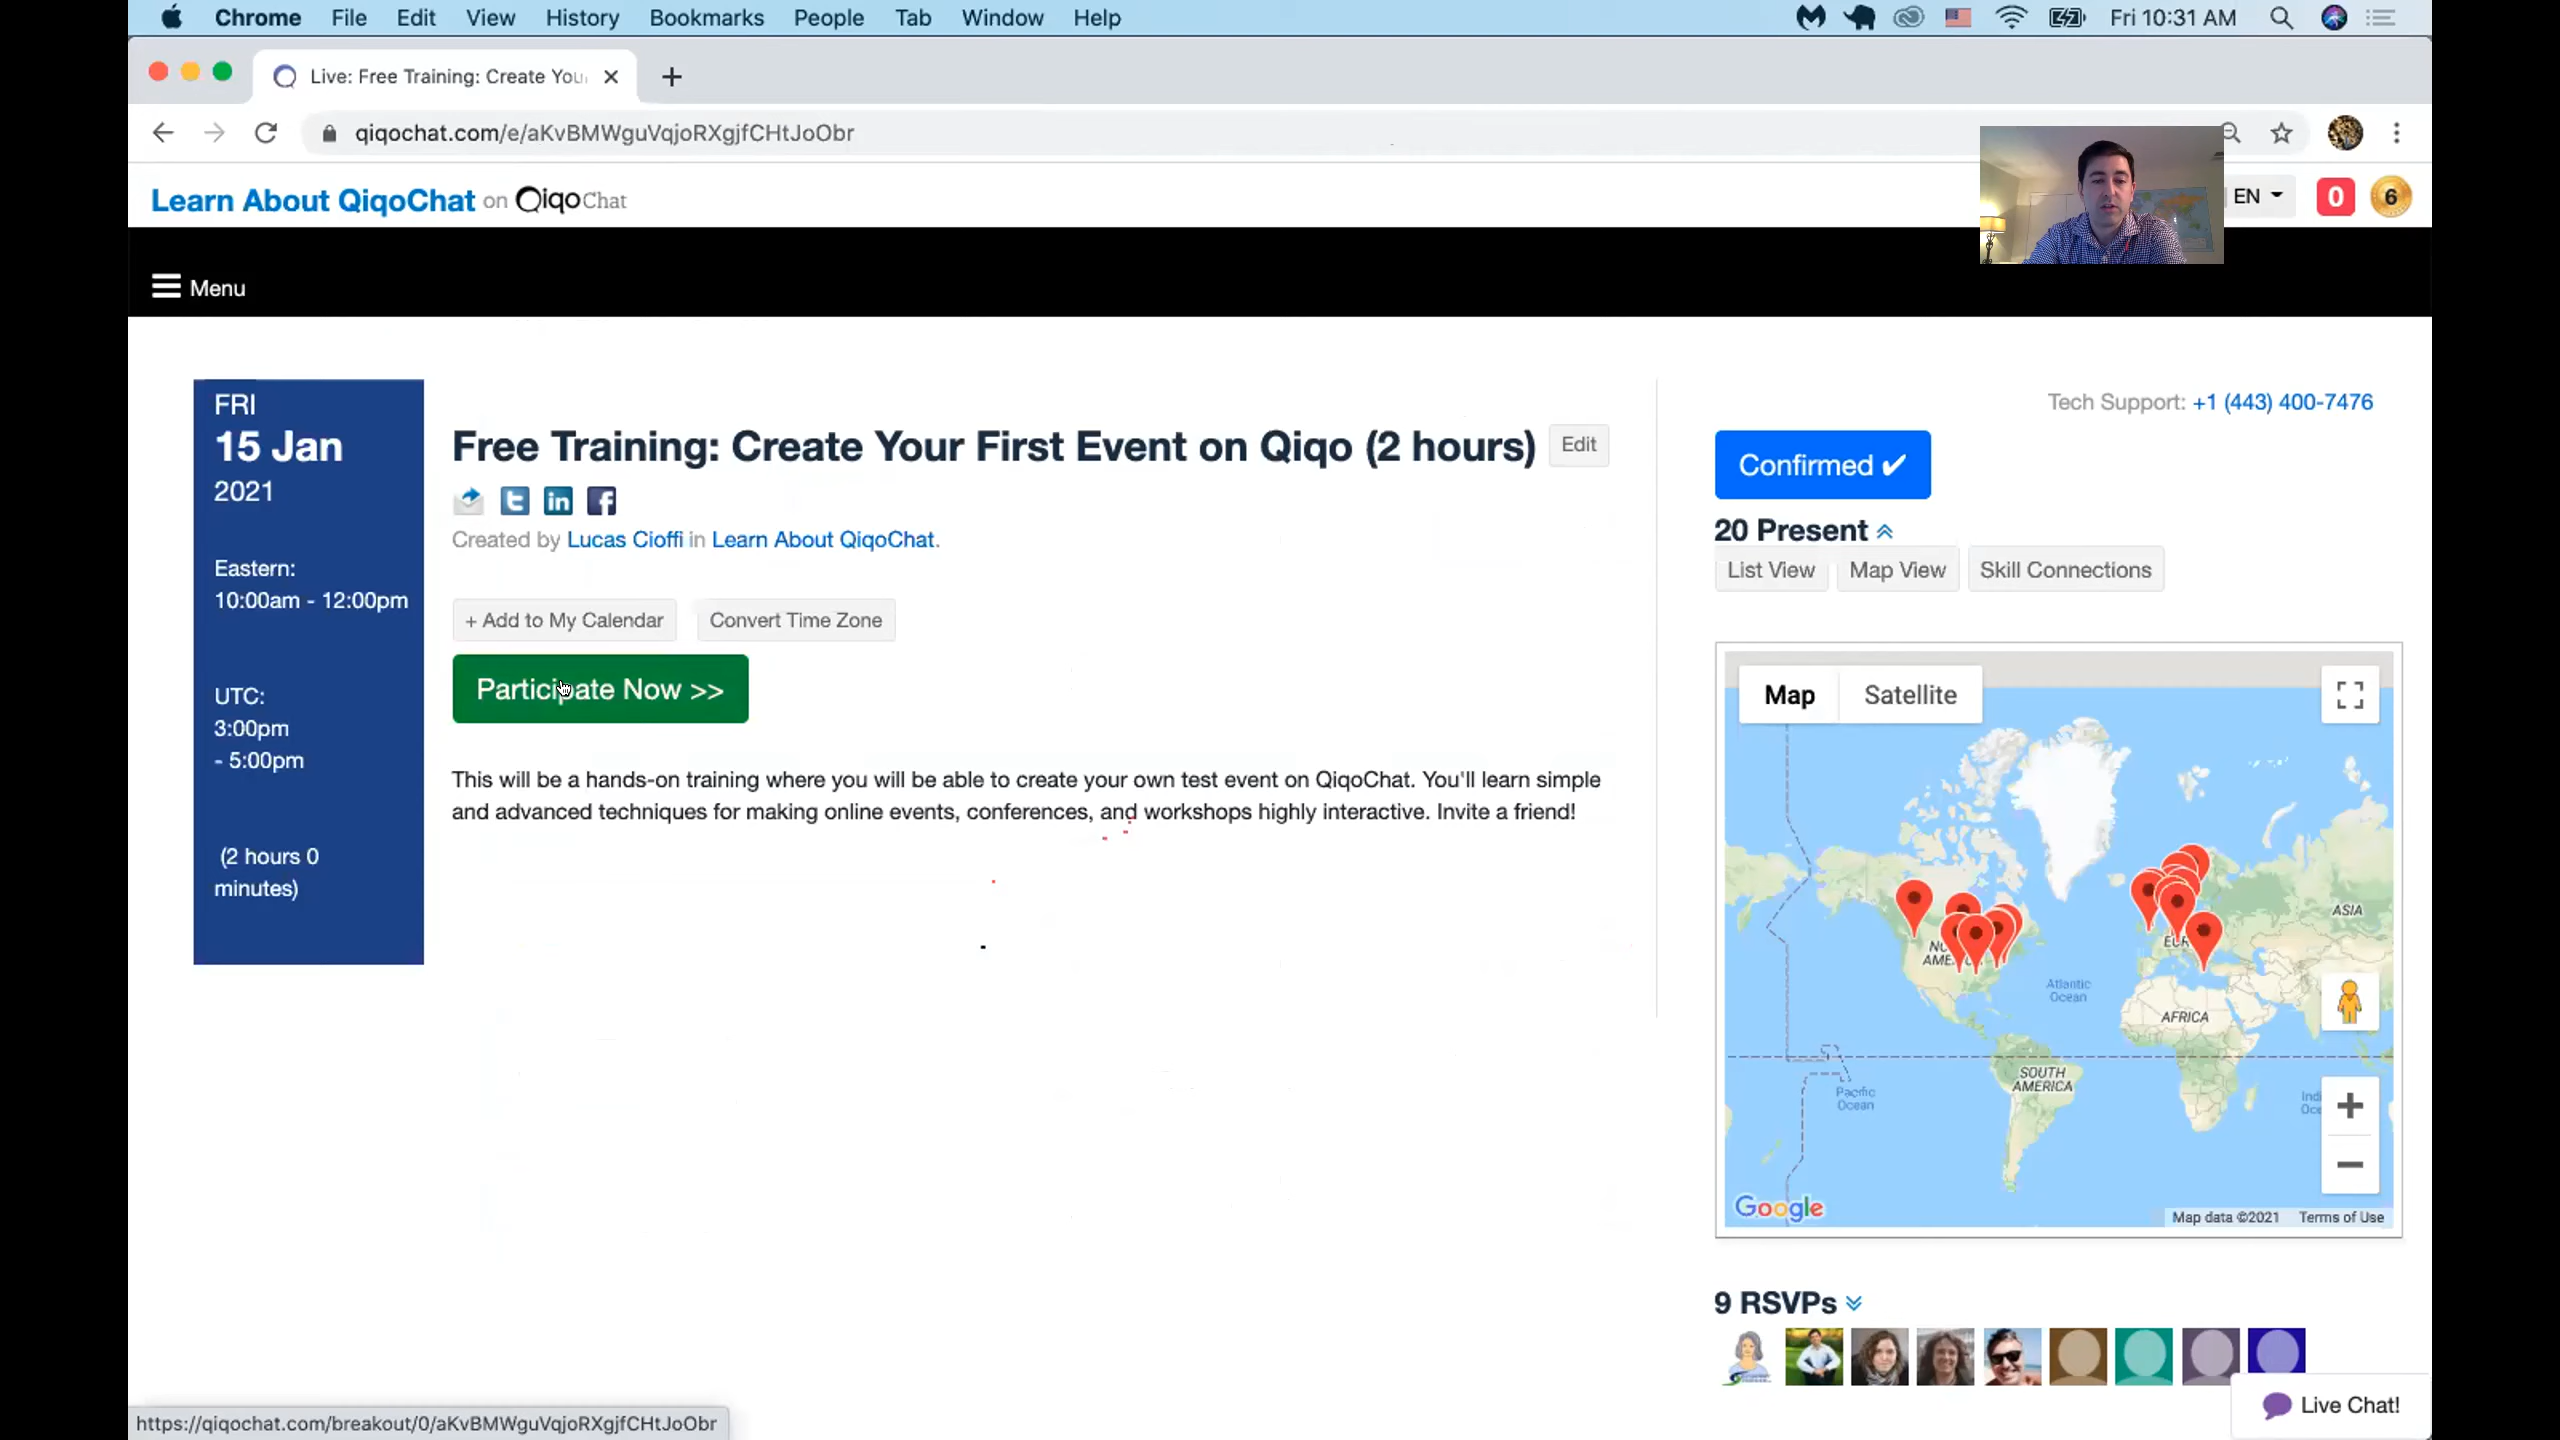 Chrome File Edit View History Bookmarks People Tab Window Help Fri 10:31 AM
Live: Free Training: Create You
qiqochat.com/e/aKvBMWguVqjoRXgjfCHtJoObr
Learn About QiqoChat on QiqoChat EN 0 6
Menu
FRI
15 Jan
2021
Eastern:
10:00am - 12:00pm
UTC:
3:00pm
- 5:00pm
(2 hours 0
minutes)
Free Training: Create Your First Event on Qiqo (2 hours) Edit
Created by Lucas Cioffi in Learn About QiqoChat.
+ Add to My Calendar Convert Time Zone
Participate Now >>
This will be a hands-on training where you will be able to create your own test event on QiqoChat. You'll learn simple
and advanced techniques for making online events, conferences, and workshops highly interactive. Invite a friend!
Tech Support: +1 (443) 400-7476
Confirmed ✔
20 Present
List View Map View Skill Connections
Map Satellite
ASIA
Atlantic
Ocean
AFRICA
SOUTH
AMERICA
Pacific
Ocean
Google Map data ©2021 Terms of Use
9 RSVPs
Live Chat!
https://qiqochat.com/breakout/0/aKvBMWguVqjoRXgjfCHtJoObr